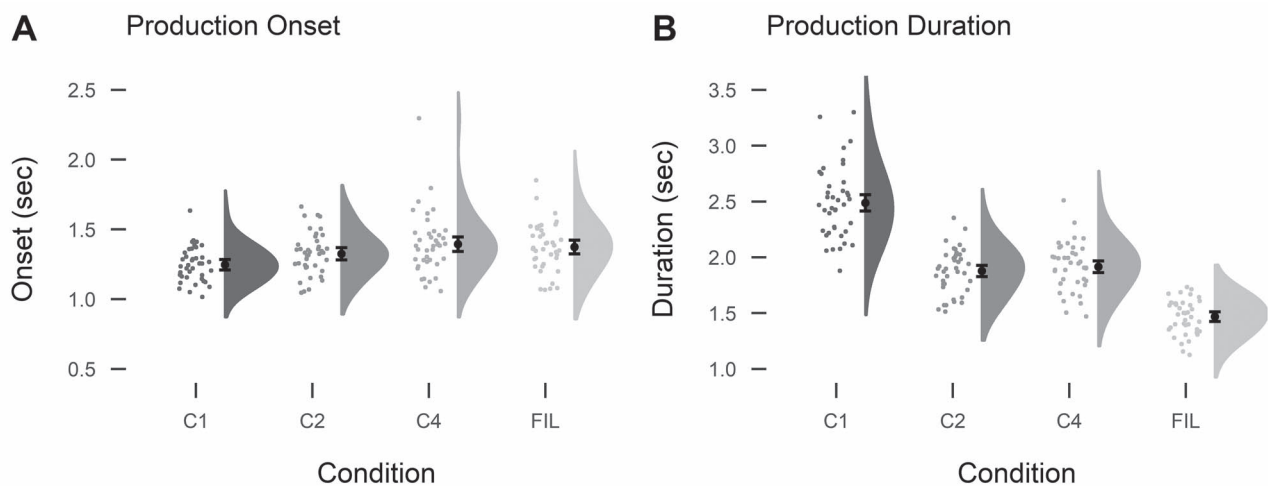 A Production Onset
Onset (sec)
2.5
2.0
1.5
1.0
0.5
C1 C2 C4 FIL
Condition
B Production Duration
Duration (sec)
3.5
3.0
2.5
2.0
1.5
1.0
C1 C2 C4 FIL
Condition